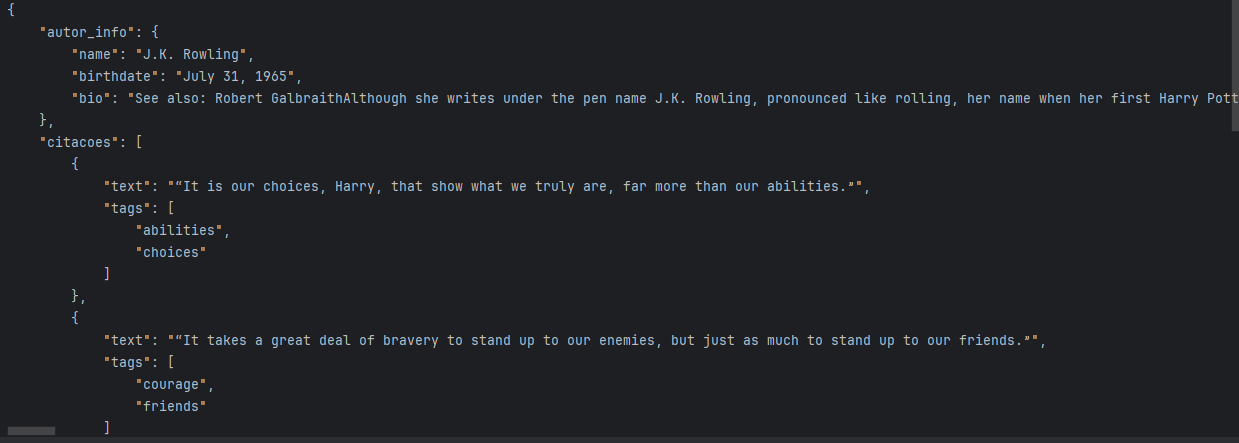 {
    "autor_info": {
        "name": "J.K. Rowling",
        "birthdate": "July 31, 1965",
        "bio": "See also: Robert GalbraithAlthough she writes under the pen name J.K. Rowling, pronounced like rolling, her name when her first Harry Pott
    },
    "citacoes": [
        {
            "text": "“It is our choices, Harry, that show what we truly are, far more than our abilities.”",
            "tags": [
                "abilities",
                "choices"
            ]
        },
        {
            "text": "“It takes a great deal of bravery to stand up to our enemies, but just as much to stand up to our friends.”",
            "tags": [
                "courage",
                "friends"
            ]